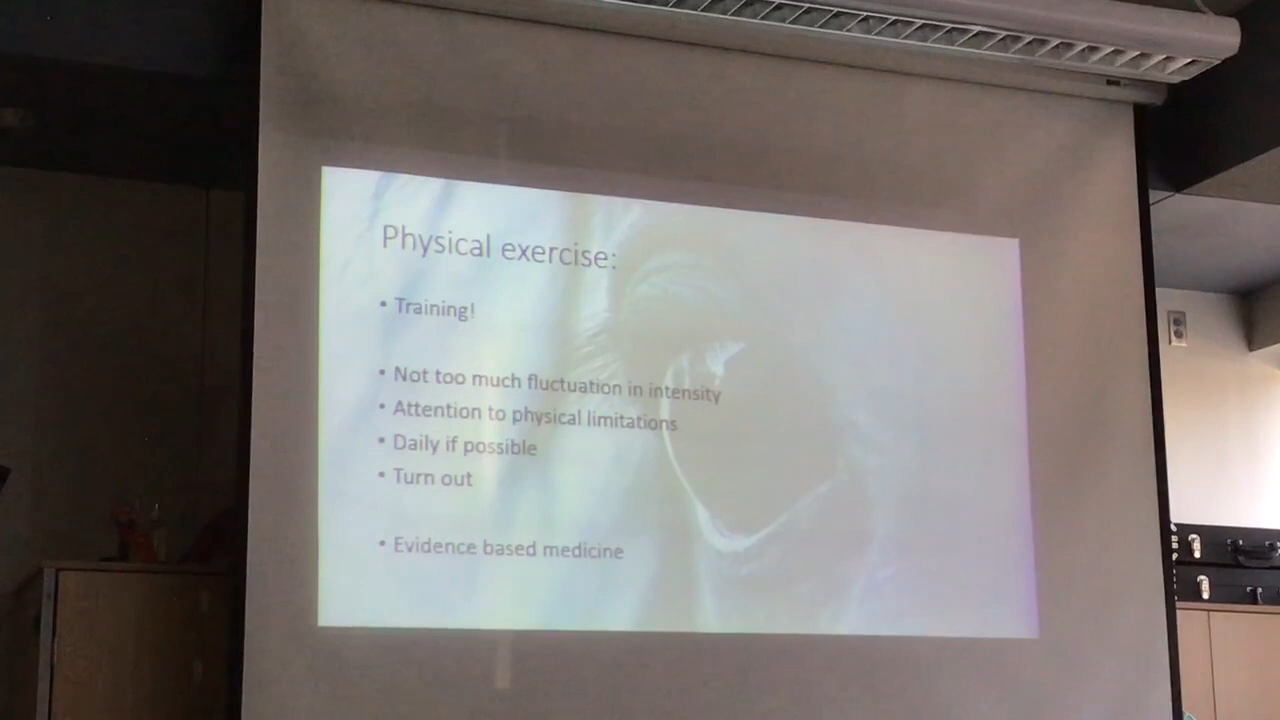 Physical exercise:
• Training!
• Not too much fluctuation in intensity
• Attention to physical limitations
• Daily if possible
• Turn out
• Evidence based medicine